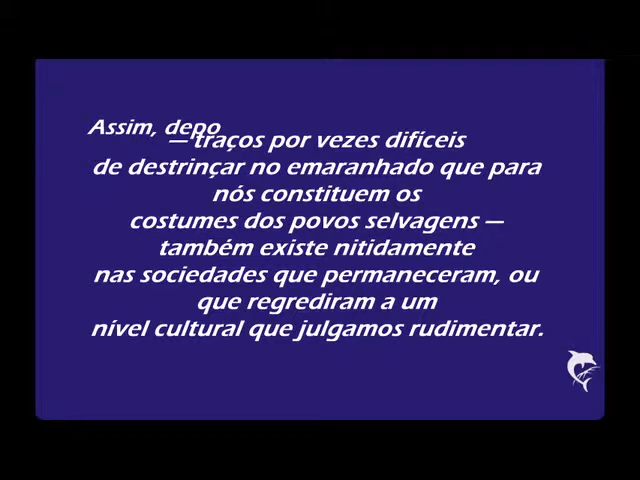 Assim, depo
— traços por vezes difíceis
de destrinçar no emaranhado que para
nós constituem os
costumes dos povos selvagens —
também existe nitidamente
nas sociedades que permaneceram, ou
que regrediram a um
nível cultural que julgamos rudimentar.